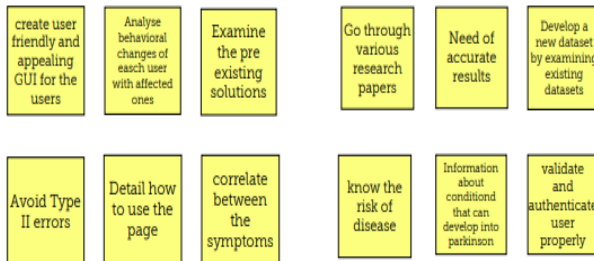 create user
friendly and
appealing
GUI for the
users
Analyse
behavioral
changes of
easch user
with affected
ones
Examine
the pre
existing
solutions
Go through
various
research
papers
Need of
accurate
results
Develop a
new dataset
by examining
existing
datasets
Avoid Type
II errors
Detail how
to use the
page
correlate
between
the
symptoms
know the
risk of
disease
Information
about
conditiond
that can
develop into
parkinson
validate
and
authenticate
user
properly